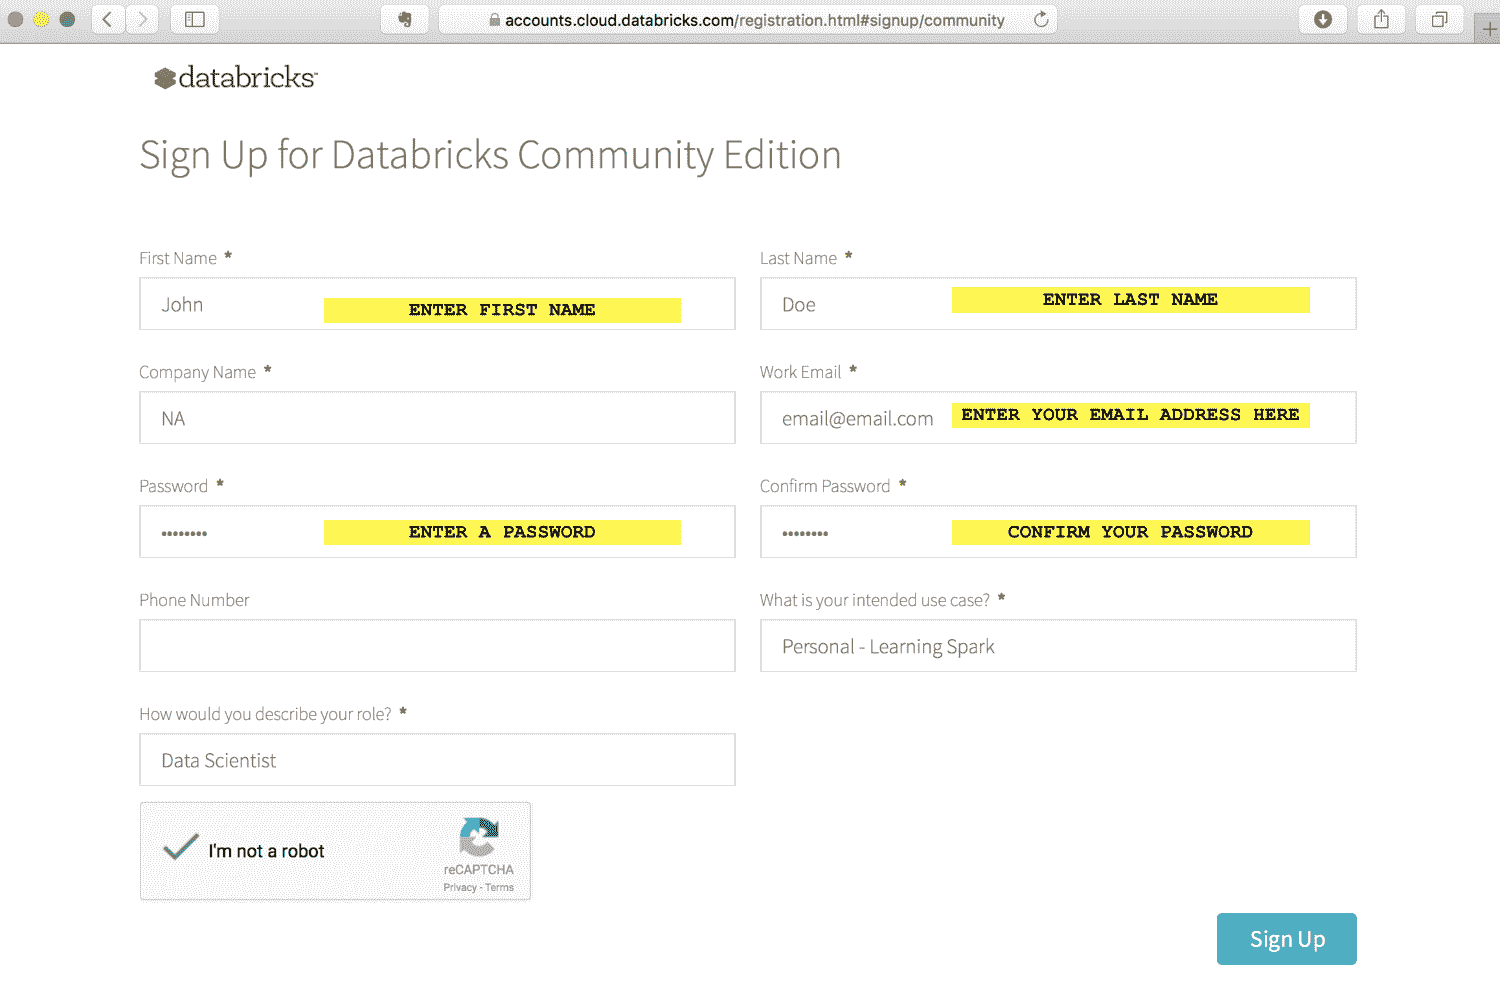 accounts.cloud.databricks.com/registration.html#signup/community
databricks
Sign Up for Databricks Community Edition
First Name *
Last Name *
John
ENTER FIRST NAME
Doe
ENTER LAST NAME
Company Name *
Work Email *
NA
email@email.com
ENTER YOUR EMAIL ADDRESS HERE
Password *
Confirm Password *
••••••••
ENTER A PASSWORD
••••••••
CONFIRM YOUR PASSWORD
Phone Number
What is your intended use case? *
Personal - Learning Spark
How would you describe your role? *
Data Scientist
I'm not a robot
reCAPTCHA
Privacy - Terms
Sign Up